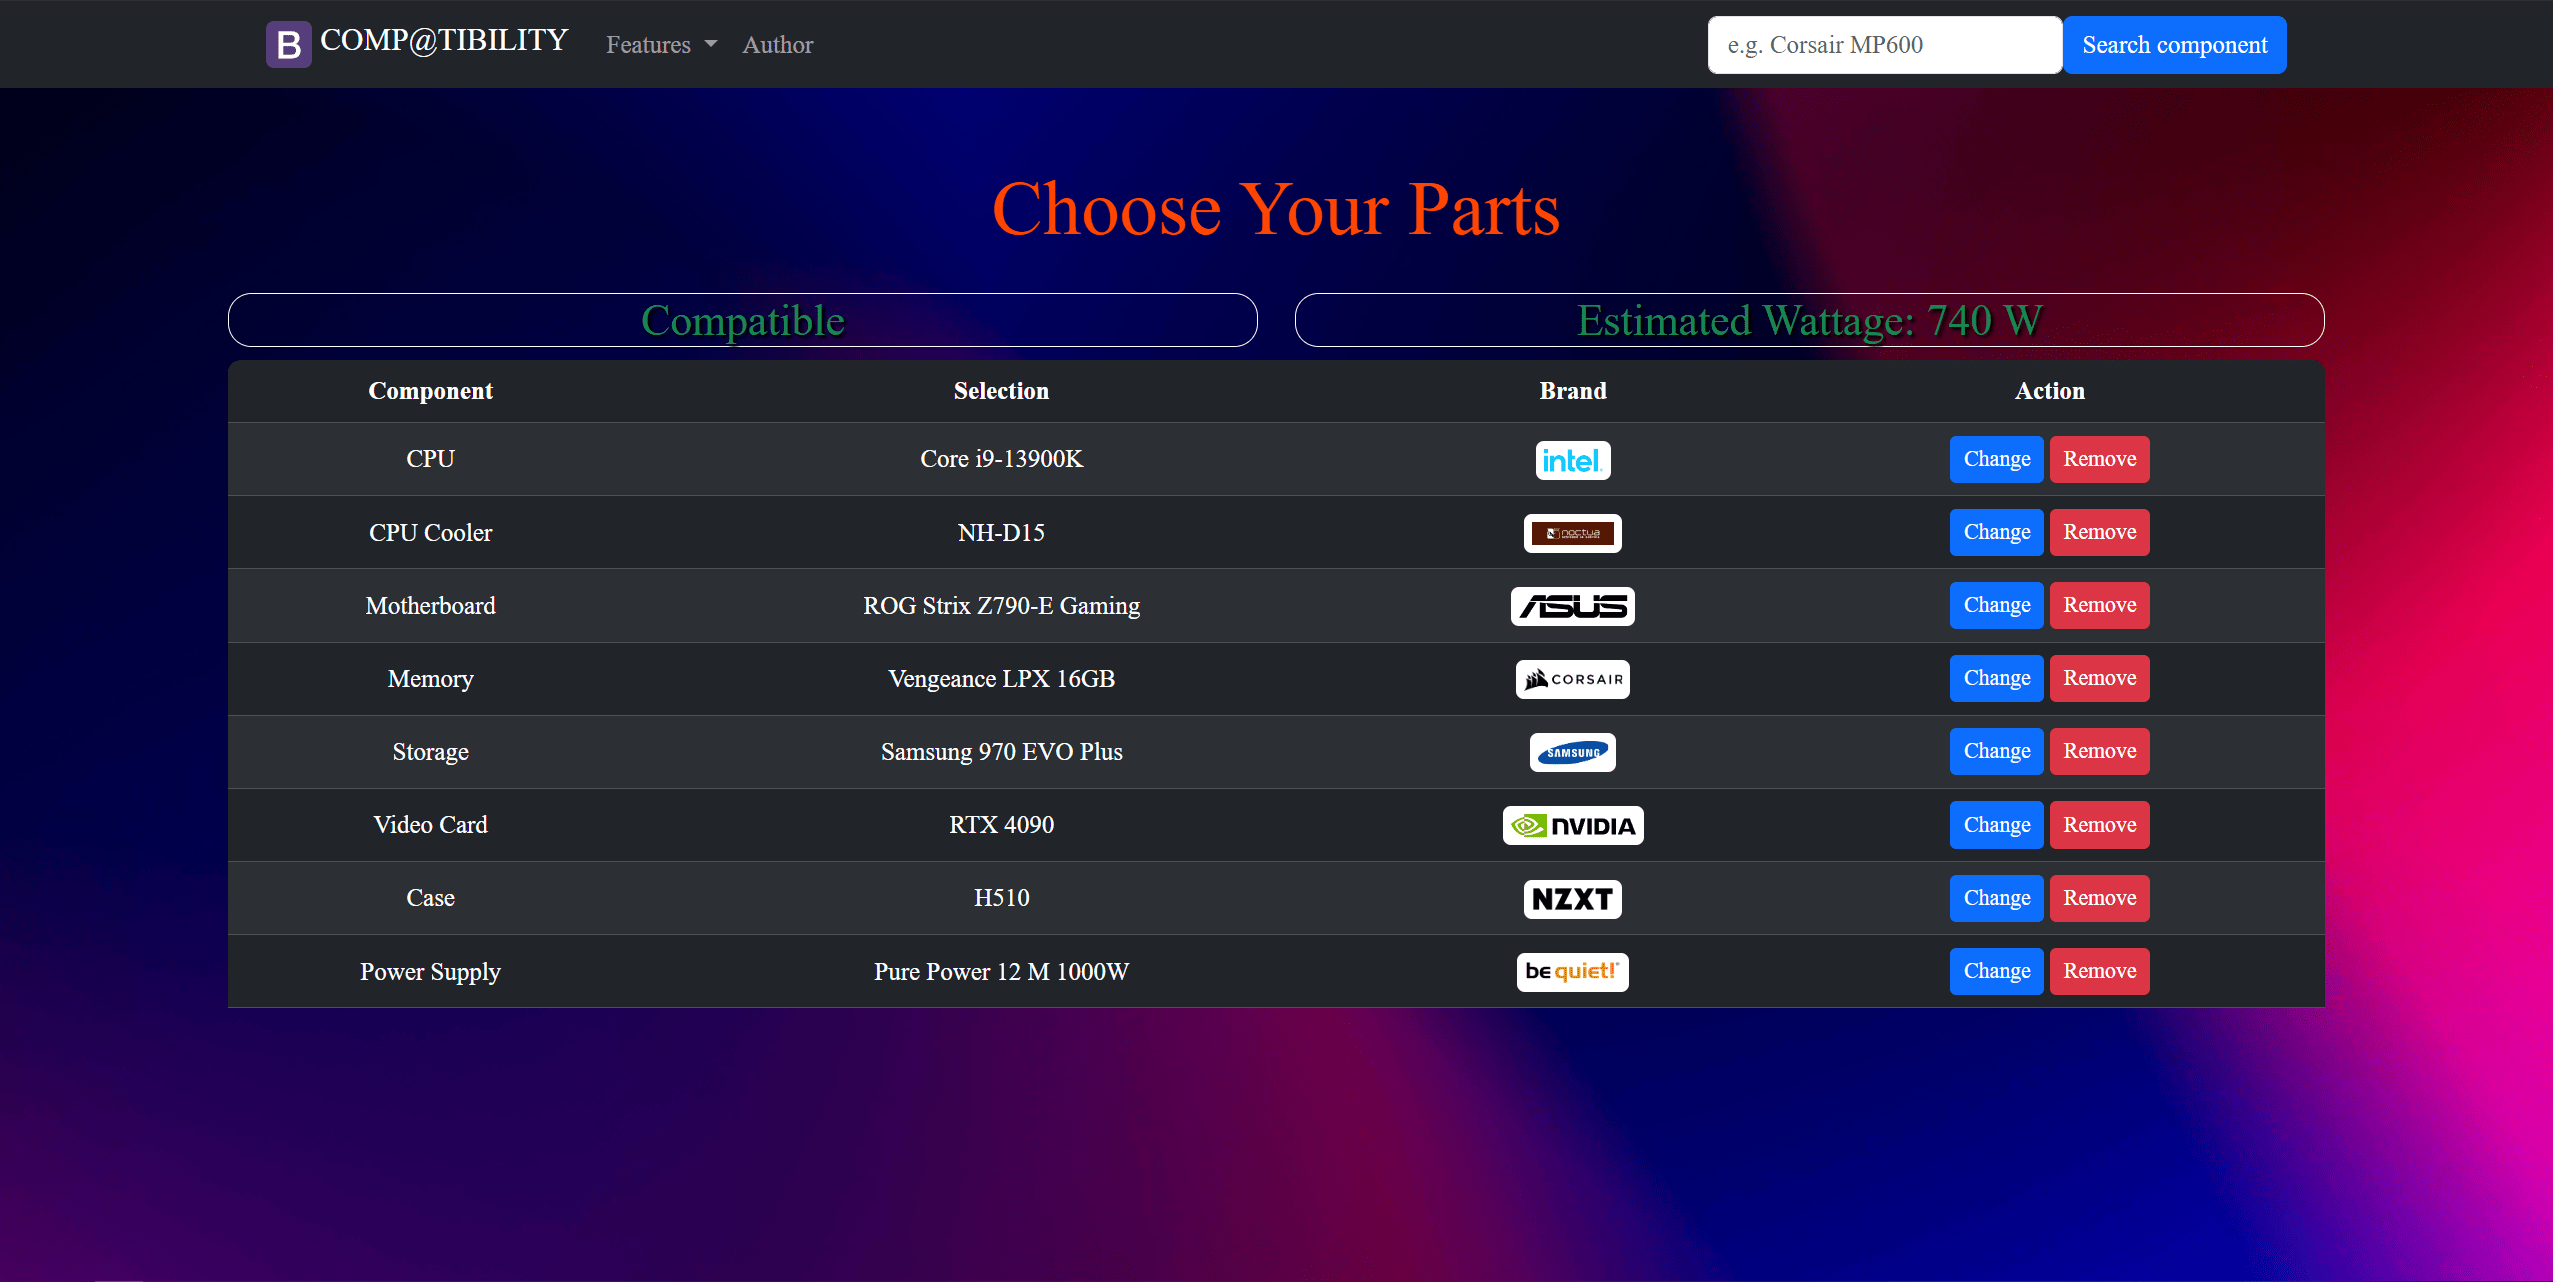 B COMP@TIBILITY Features Author e.g. Corsair MP600 Search component
Choose Your Parts
Compatible Estimated Wattage: 740 W
Component Selection Brand Action
CPU Core i9-13900K intel. Change Remove
CPU Cooler NH-D15 noctua Change Remove
Motherboard ROG Strix Z790-E Gaming ASUS Change Remove
Memory Vengeance LPX 16GB CORSAIR Change Remove
Storage Samsung 970 EVO Plus SAMSUNG Change Remove
Video Card RTX 4090 NVIDIA Change Remove
Case H510 NZXT Change Remove
Power Supply Pure Power 12 M 1000W be quiet! Change Remove